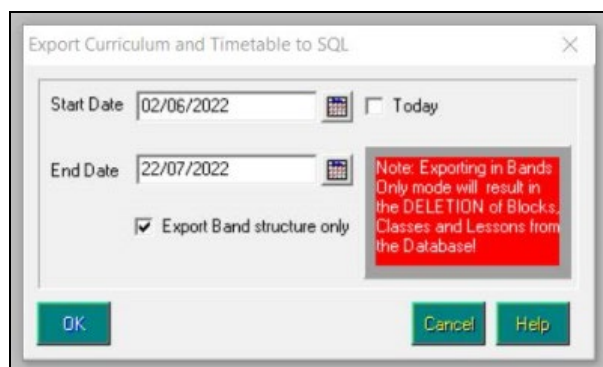 Export Curriculum and Timetable to SQL
Start Date 02/06/2022 Today
End Date 22/07/2022
Export Band structure only
Note: Exporting in Bands
Only mode will result in
the DELETION of Blocks,
Classes and Lessons from
the Database!
OK Cancel Help